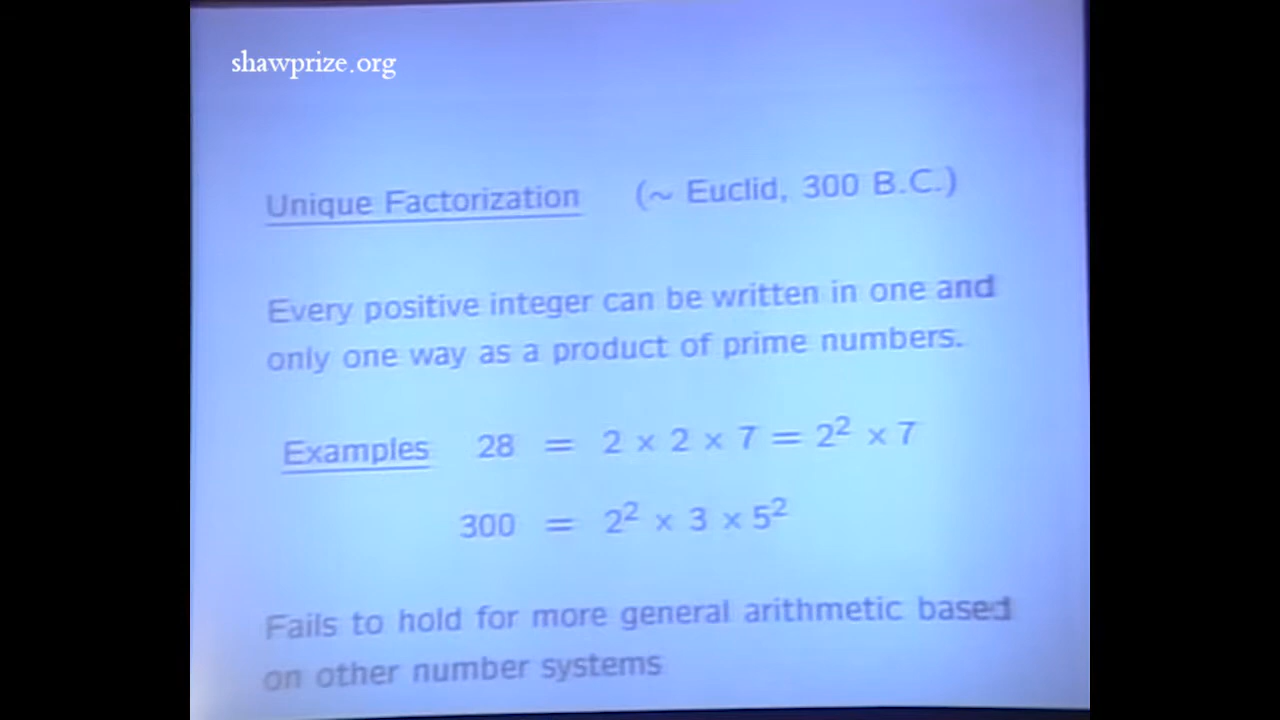 shawprize.org
Unique Factorization (~ Euclid, 300 B.C.)
Every positive integer can be written in one and
only one way as a product of prime numbers.
Examples 28 = 2 × 2 × 7 = 2² × 7
300 = 2² × 3 × 5²
Fails to hold for more general arithmetic based
on other number systems